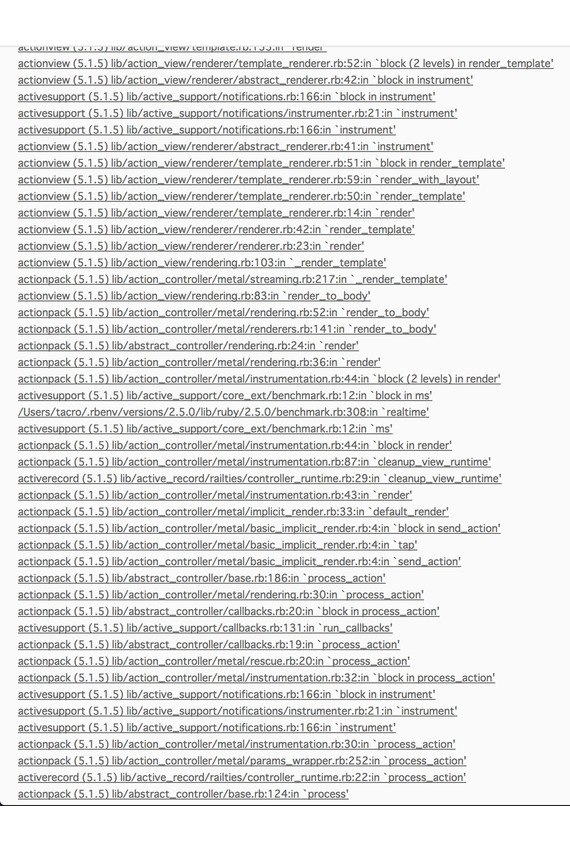 actionview (5.1.5) lib/action_view/template.rb:155:in `render'
actionview (5.1.5) lib/action_view/renderer/template_renderer.rb:52:in `block (2 levels) in render_template'
actionview (5.1.5) lib/action_view/renderer/abstract_renderer.rb:42:in `block in instrument'
activesupport (5.1.5) lib/active_support/notifications.rb:166:in `block in instrument'
activesupport (5.1.5) lib/active_support/notifications/instrumenter.rb:21:in `instrument'
activesupport (5.1.5) lib/active_support/notifications.rb:166:in `instrument'
actionview (5.1.5) lib/action_view/renderer/abstract_renderer.rb:41:in `instrument'
actionview (5.1.5) lib/action_view/renderer/template_renderer.rb:51:in `block in render_template'
actionview (5.1.5) lib/action_view/renderer/template_renderer.rb:59:in `render_with_layout'
actionview (5.1.5) lib/action_view/renderer/template_renderer.rb:50:in `render_template'
actionview (5.1.5) lib/action_view/renderer/template_renderer.rb:14:in `render'
actionview (5.1.5) lib/action_view/renderer/renderer.rb:42:in `render_template'
actionview (5.1.5) lib/action_view/renderer/renderer.rb:23:in `render'
actionview (5.1.5) lib/action_view/rendering.rb:103:in `_render_template'
actionpack (5.1.5) lib/action_controller/metal/streaming.rb:217:in `_render_template'
actionview (5.1.5) lib/action_view/rendering.rb:83:in `render_to_body'
actionpack (5.1.5) lib/action_controller/metal/rendering.rb:52:in `render_to_body'
actionpack (5.1.5) lib/action_controller/metal/renderers.rb:141:in `render_to_body'
actionpack (5.1.5) lib/abstract_controller/rendering.rb:24:in `render'
actionpack (5.1.5) lib/action_controller/metal/rendering.rb:36:in `render'
actionpack (5.1.5) lib/action_controller/metal/instrumentation.rb:44:in `block (2 levels) in render'
activesupport (5.1.5) lib/active_support/core_ext/benchmark.rb:12:in `block in ms'
/Users/tacro/.rbenv/versions/2.5.0/lib/ruby/2.5.0/benchmark.rb:308:in `realtime'
activesupport (5.1.5) lib/active_support/core_ext/benchmark.rb:12:in `ms'
actionpack (5.1.5) lib/action_controller/metal/instrumentation.rb:44:in `block in render'
actionpack (5.1.5) lib/action_controller/metal/instrumentation.rb:87:in `cleanup_view_runtime'
activerecord (5.1.5) lib/active_record/railties/controller_runtime.rb:29:in `cleanup_view_runtime'
actionpack (5.1.5) lib/action_controller/metal/instrumentation.rb:43:in `render'
actionpack (5.1.5) lib/action_controller/metal/implicit_render.rb:33:in `default_render'
actionpack (5.1.5) lib/action_controller/metal/basic_implicit_render.rb:4:in `block in send_action'
actionpack (5.1.5) lib/action_controller/metal/basic_implicit_render.rb:4:in `tap'
actionpack (5.1.5) lib/action_controller/metal/basic_implicit_render.rb:4:in `send_action'
actionpack (5.1.5) lib/abstract_controller/base.rb:186:in `process_action'
actionpack (5.1.5) lib/action_controller/metal/rendering.rb:30:in `process_action'
actionpack (5.1.5) lib/abstract_controller/callbacks.rb:20:in `block in process_action'
activesupport (5.1.5) lib/active_support/callbacks.rb:131:in `run_callbacks'
actionpack (5.1.5) lib/abstract_controller/callbacks.rb:19:in `process_action'
actionpack (5.1.5) lib/action_controller/metal/rescue.rb:20:in `process_action'
actionpack (5.1.5) lib/action_controller/metal/instrumentation.rb:32:in `block in process_action'
activesupport (5.1.5) lib/active_support/notifications.rb:166:in `block in instrument'
activesupport (5.1.5) lib/active_support/notifications/instrumenter.rb:21:in `instrument'
activesupport (5.1.5) lib/active_support/notifications.rb:166:in `instrument'
actionpack (5.1.5) lib/action_controller/metal/instrumentation.rb:30:in `process_action'
actionpack (5.1.5) lib/action_controller/metal/params_wrapper.rb:252:in `process_action'
activerecord (5.1.5) lib/active_record/railties/controller_runtime.rb:22:in `process_action'
actionpack (5.1.5) lib/abstract_controller/base.rb:124:in `process'